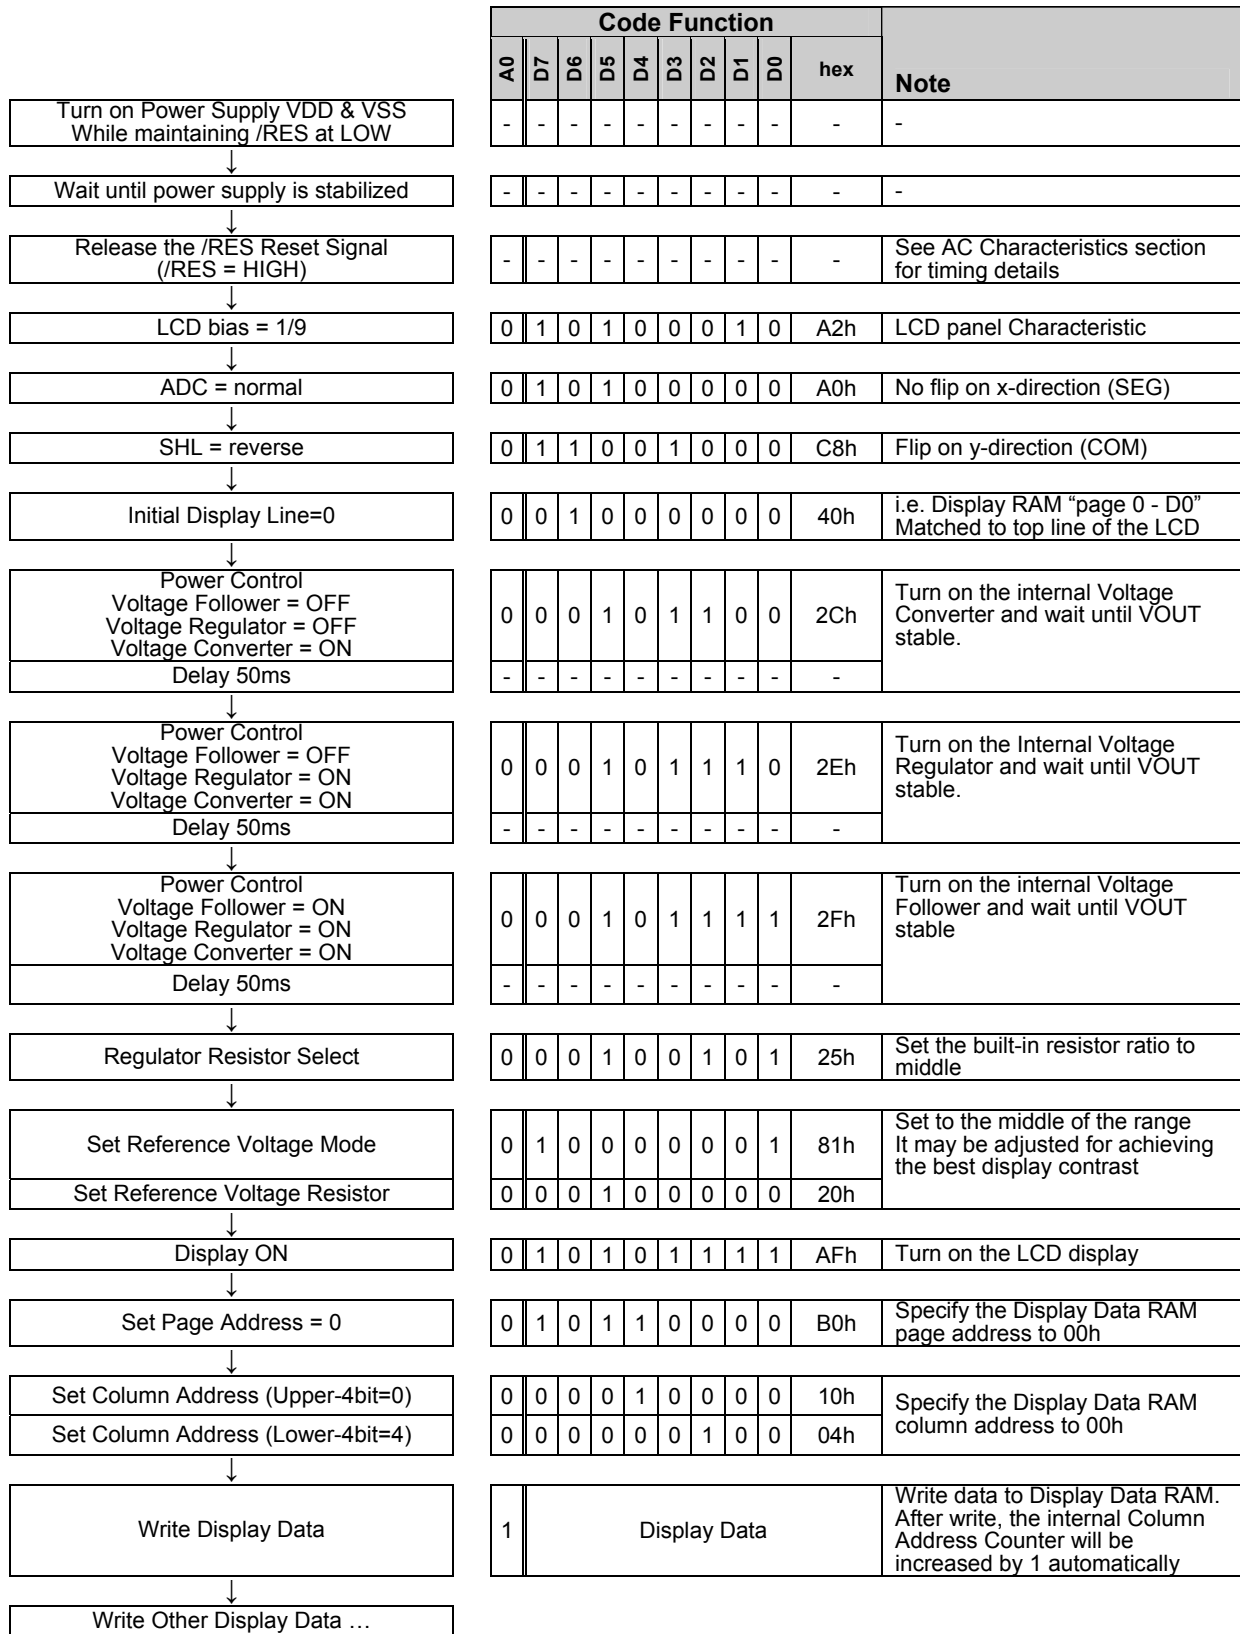 Code Function
A0 D7 D6 D5 D4 D3 D2 D1 D0 hex Note
Turn on Power Supply VDD & VSS
While maintaining /RES at LOW
- - - - - - - - - - -
↓
Wait until power supply is stabilized
- - - - - - - - - - -
↓
Release the /RES Reset Signal
(/RES = HIGH)
- - - - - - - - - -
See AC Characteristics section
for timing details
↓
LCD bias = 1/9
0 1 0 1 0 0 0 1 0 A2h LCD panel Characteristic
↓
ADC = normal
0 1 0 1 0 0 0 0 0 A0h No flip on x-direction (SEG)
↓
SHL = reverse
0 1 1 0 0 1 0 0 0 C8h Flip on y-direction (COM)
↓
Initial Display Line=0
0 0 1 0 0 0 0 0 0 40h
i.e. Display RAM “page 0 - D0”
Matched to top line of the LCD
↓
Power Control
Voltage Follower = OFF
Voltage Regulator = OFF
Voltage Converter = ON
0 0 0 1 0 1 1 0 0 2Ch
Turn on the internal Voltage
Converter and wait until VOUT
stable.
Delay 50ms
- - - - - - - - - -
↓
Power Control
Voltage Follower = OFF
Voltage Regulator = ON
Voltage Converter = ON
0 0 0 1 0 1 1 1 0 2Eh
Turn on the Internal Voltage
Regulator and wait until VOUT
stable.
Delay 50ms
- - - - - - - - - -
↓
Power Control
Voltage Follower = ON
Voltage Regulator = ON
Voltage Converter = ON
0 0 0 1 0 1 1 1 1 2Fh
Turn on the internal Voltage
Follower and wait until VOUT
stable
Delay 50ms
- - - - - - - - - -
↓
Regulator Resistor Select
0 0 0 1 0 0 1 0 1 25h
Set the built-in resistor ratio to
middle
↓
Set Reference Voltage Mode
0 1 0 0 0 0 0 0 1 81h
Set to the middle of the range
It may be adjusted for achieving
the best display contrast
Set Reference Voltage Resistor
0 0 0 1 0 0 0 0 0 20h
↓
Display ON
0 1 0 1 0 1 1 1 1 AFh Turn on the LCD display
↓
Set Page Address = 0
0 1 0 1 1 0 0 0 0 B0h
Specify the Display Data RAM
page address to 00h
↓
Set Column Address (Upper-4bit=0)
0 0 0 0 1 0 0 0 0 10h
Specify the Display Data RAM
column address to 00h
Set Column Address (Lower-4bit=4)
0 0 0 0 0 0 1 0 0 04h
↓
Write Display Data
1 Display Data
Write data to Display Data RAM.
After write, the internal Column
Address Counter will be
increased by 1 automatically
↓
Write Other Display Data …